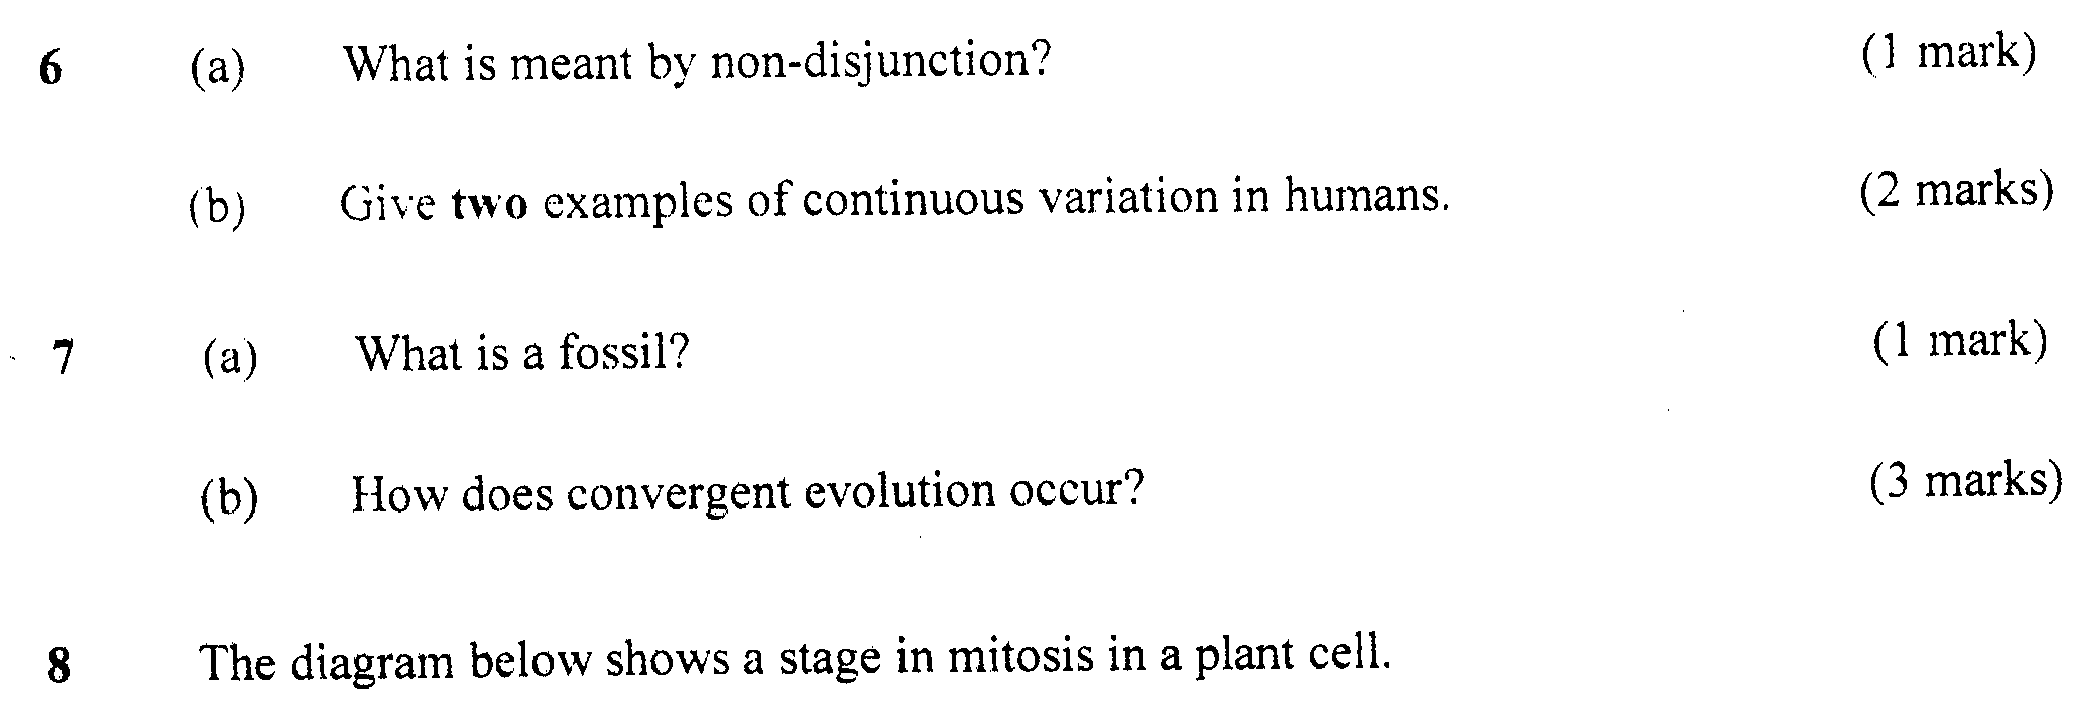 6 (a) What is meant by non-disjunction? (1 mark)
(b) Give two examples of continuous variation in humans. (2 marks)
7 (a) What is a fossil? (1 mark)
(b) How does convergent evolution occur? (3 marks)
8 The diagram below shows a stage in mitosis in a plant cell.